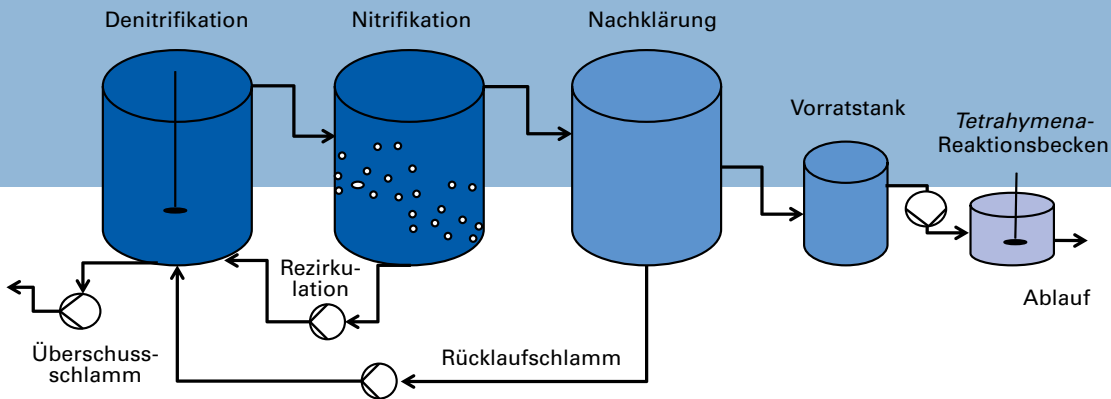 Denitrifikation
Nitrifikation
Nachklärung
Vorratstank
Tetrahymena-
Reaktionsbecken
Rezirku-
lation
Ablauf
Überschuss-
schlamm
Rücklaufschlamm